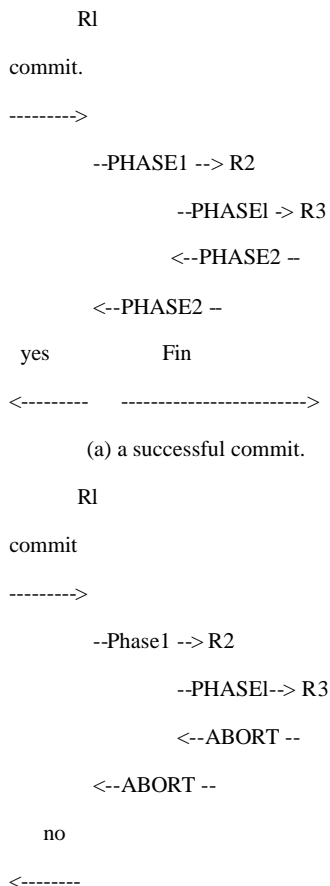 Rl
commit.
--------->
--PHASE1 --> R2
--PHASEl -> R3
<--PHASE2 --
<--PHASE2 --
yes Fin
<--------- ------------------------->
(a) a successful commit.
Rl
commit
--------->
--Phase1 --> R2
--PHASEl--> R3
<--ABORT --
<--ABORT --
no
<--------